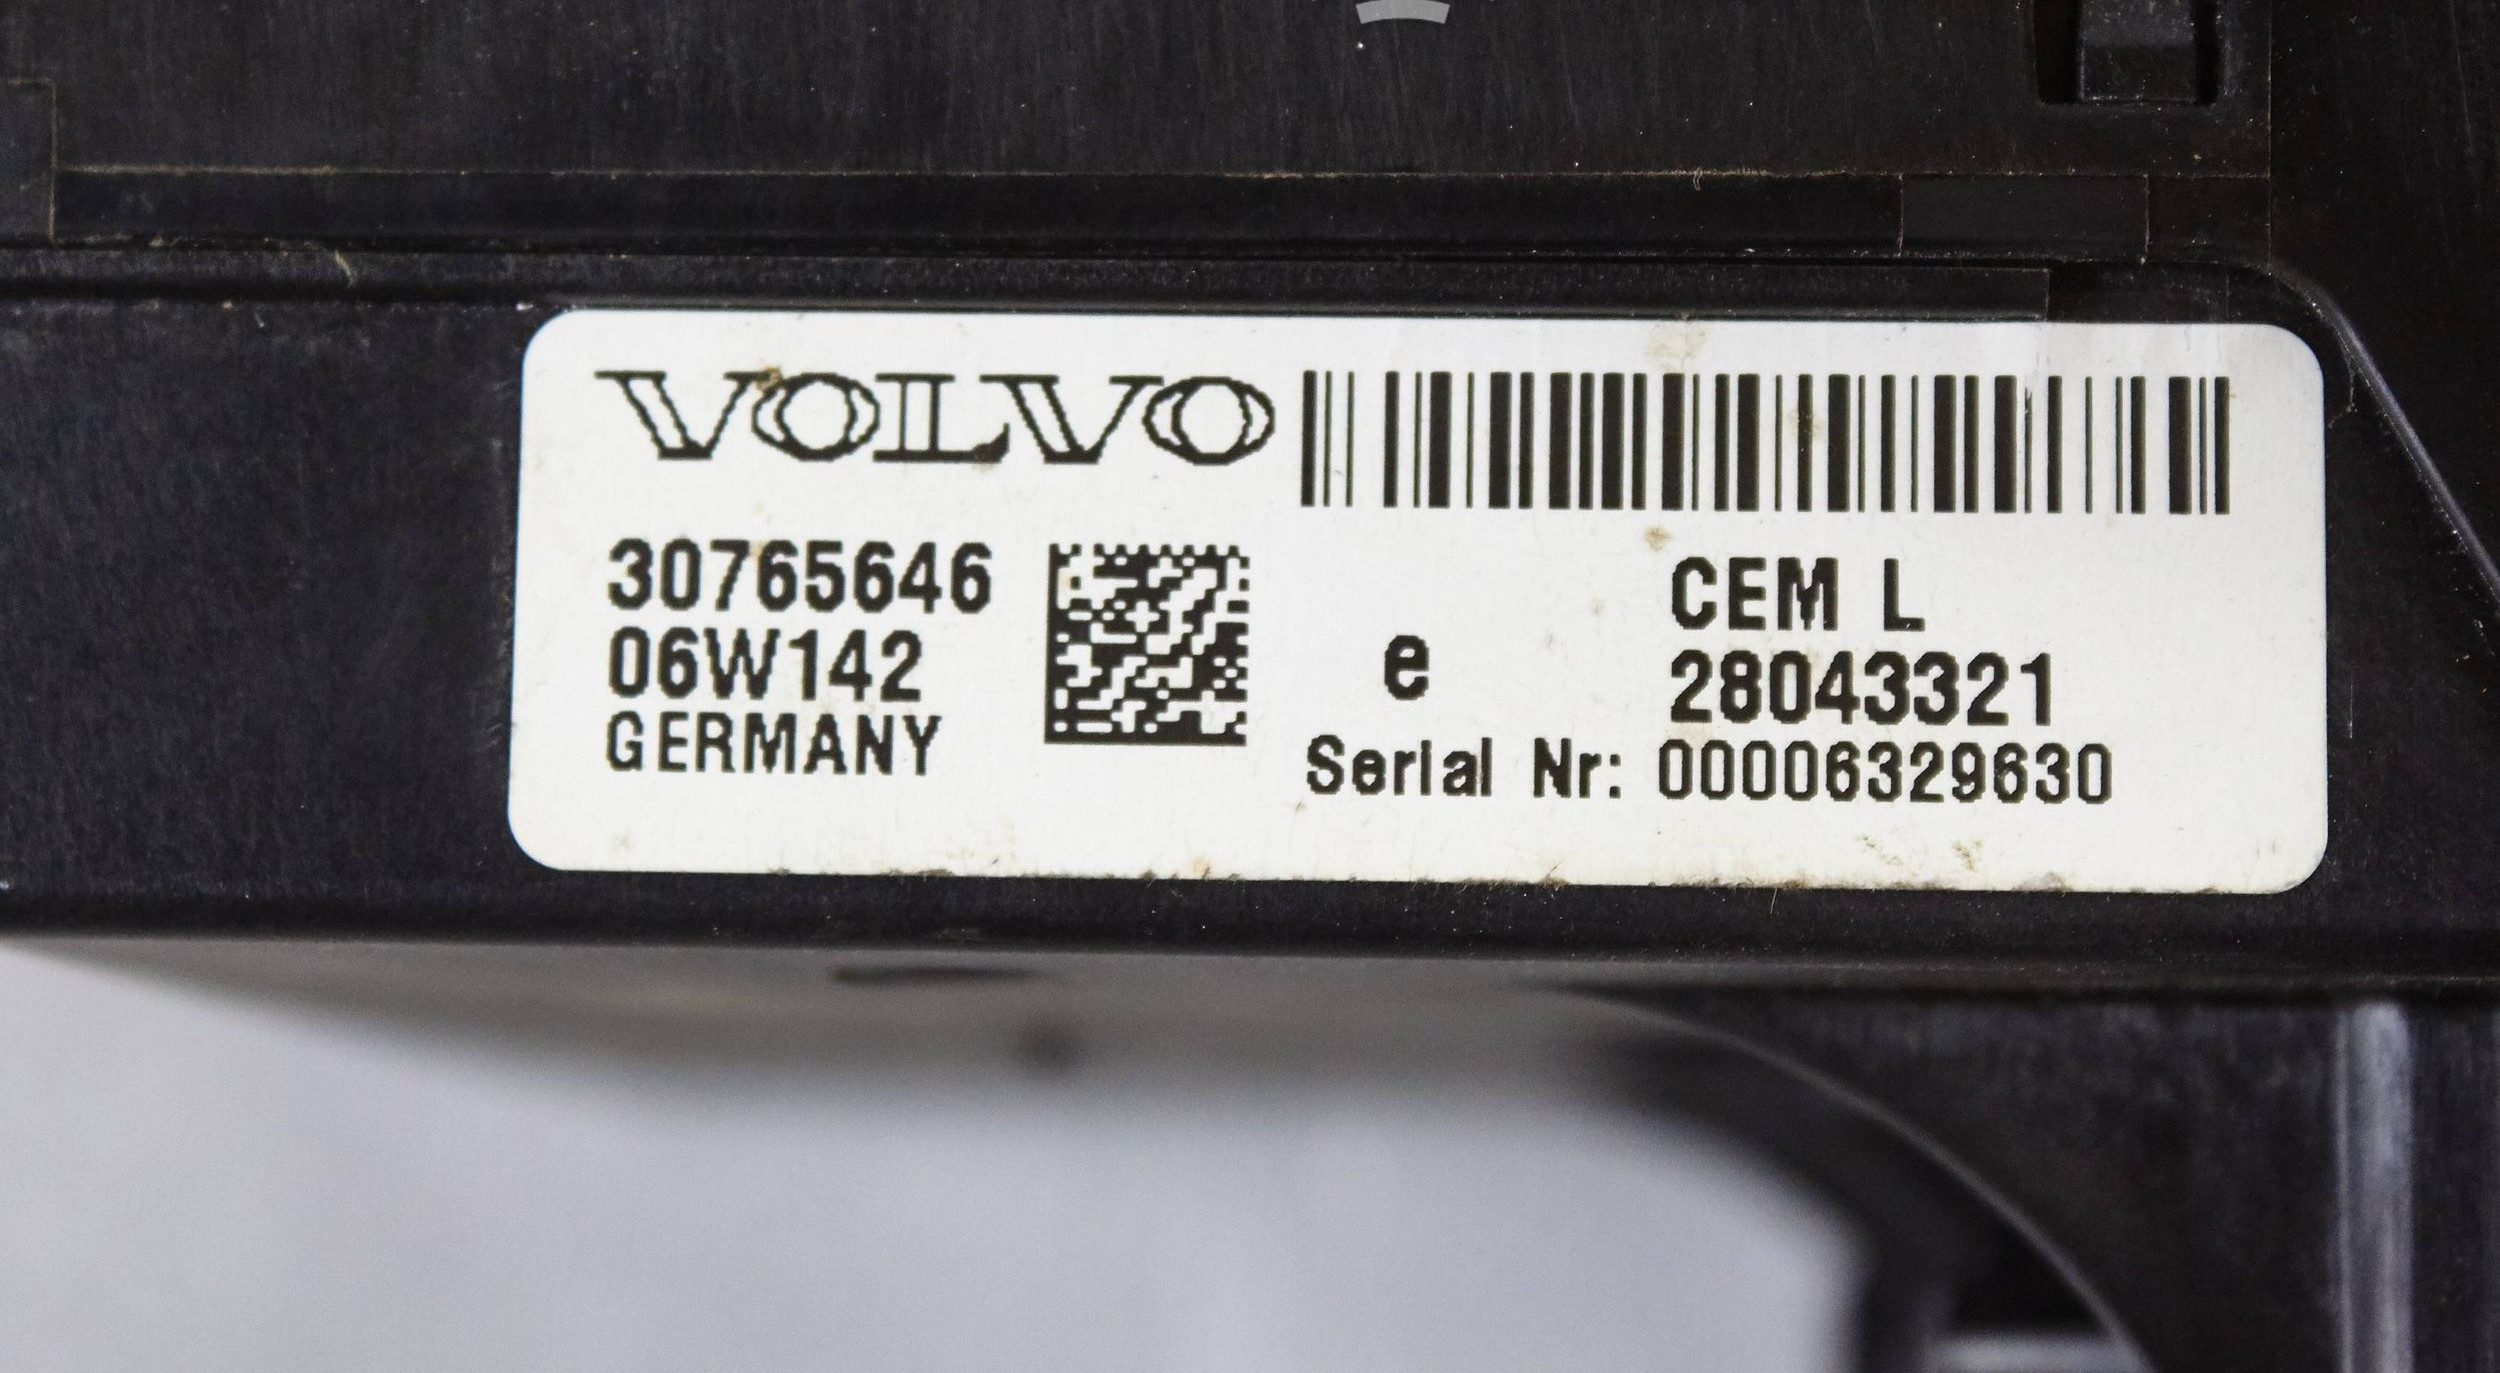 VOLVO
30765646
06W142
GERMANY
e
CEM L
28043321
Serial Nr: 00006329630